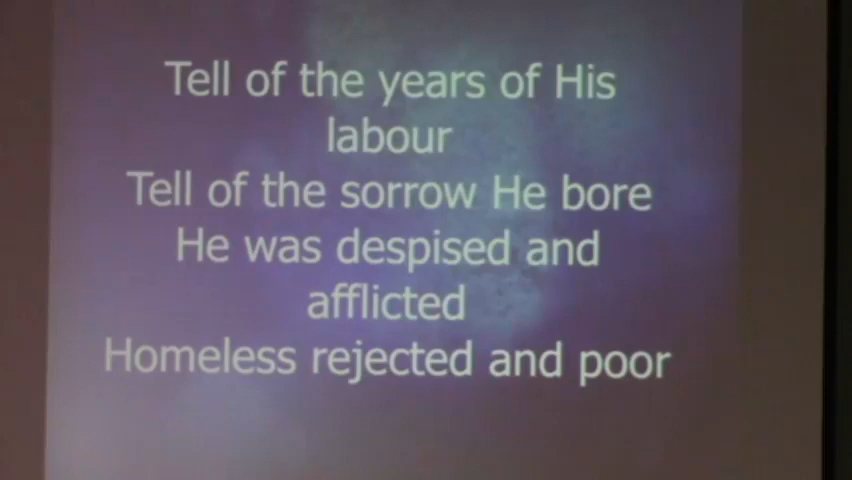 Tell of the years of His
labour
Tell of the sorrow He bore
He was despised and
afflicted
Homeless rejected and poor